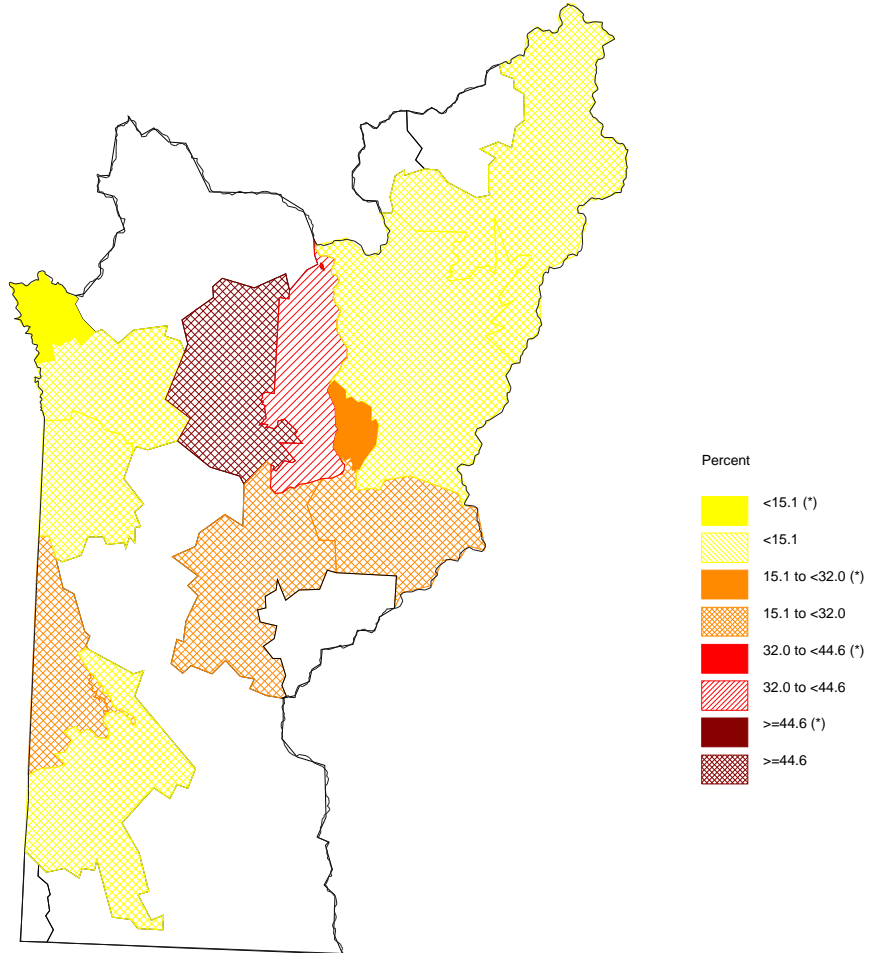 Percent
<15.1 (*)
<15.1
15.1 to <32.0 (*)
15.1 to <32.0
32.0 to <44.6 (*)
32.0 to <44.6
>=44.6 (*)
>=44.6